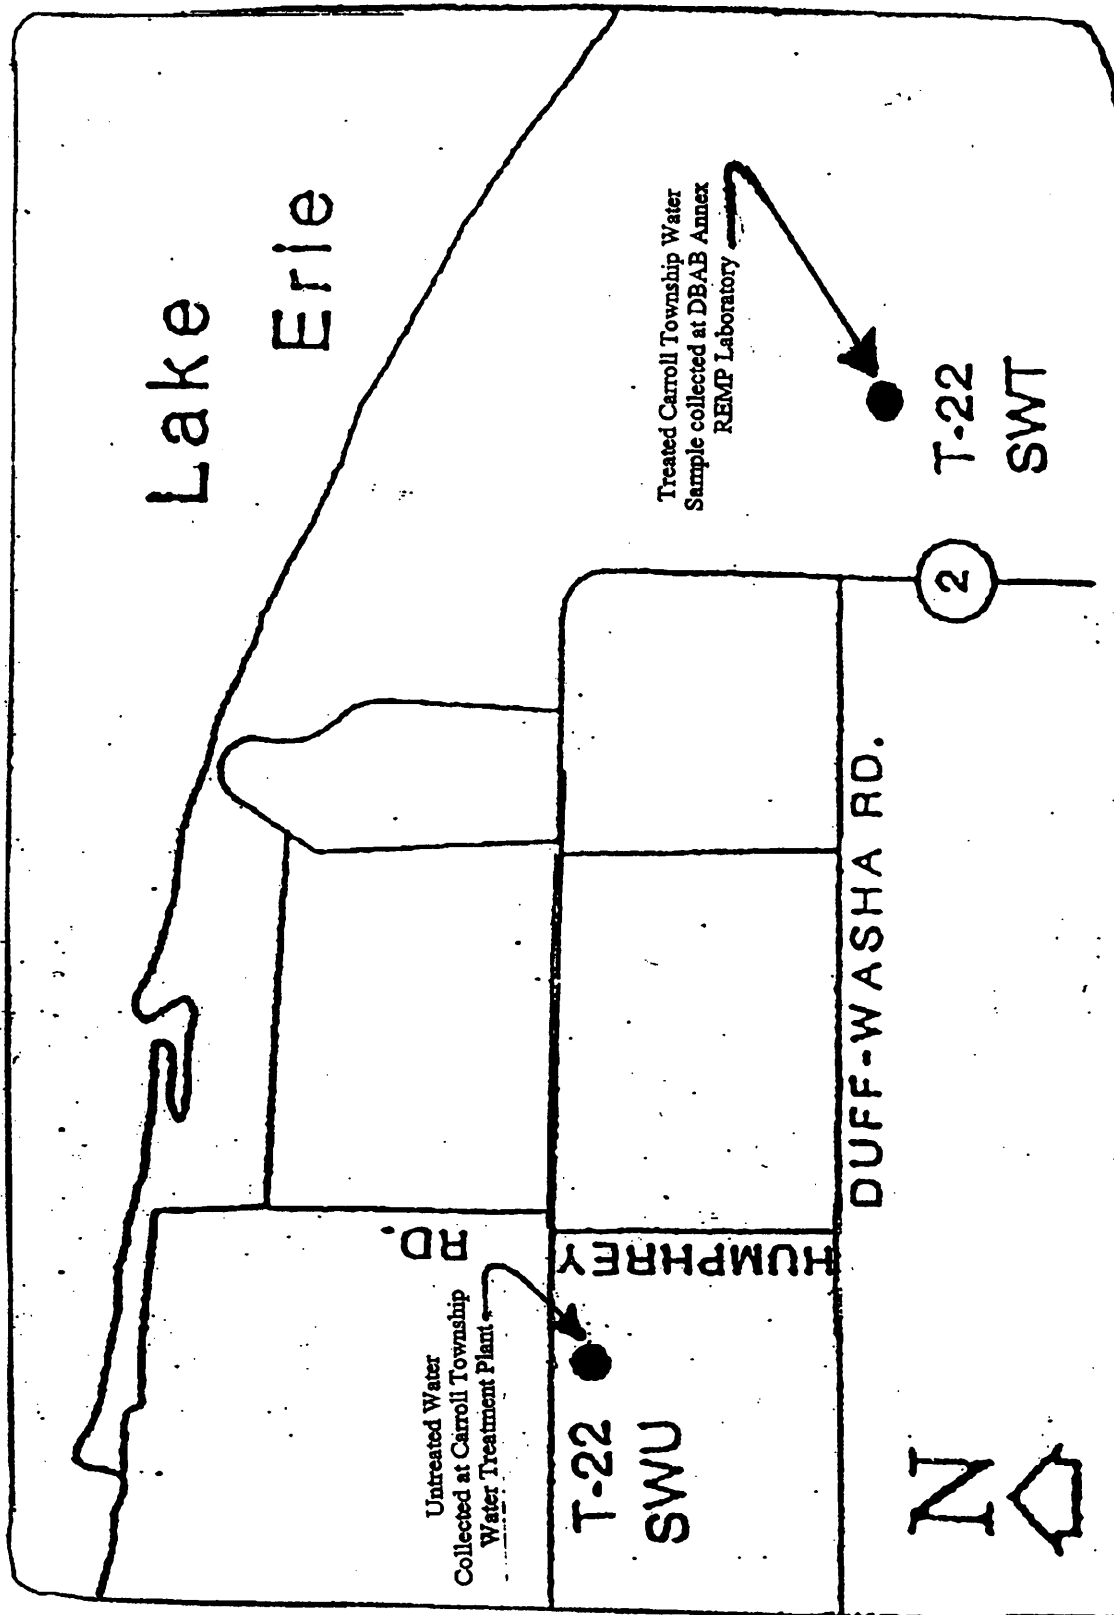 Lake
Erie
Treated Carroll Township Water
Sample collected at DBAB Annex
REMP Laboratory
T-22
SWT
2
RD.
HUMPHREY
Untreated Water
Collected at Carroll Township
Water Treatment Plant
T-22
SWU
DUFF-WASHA RD.
N